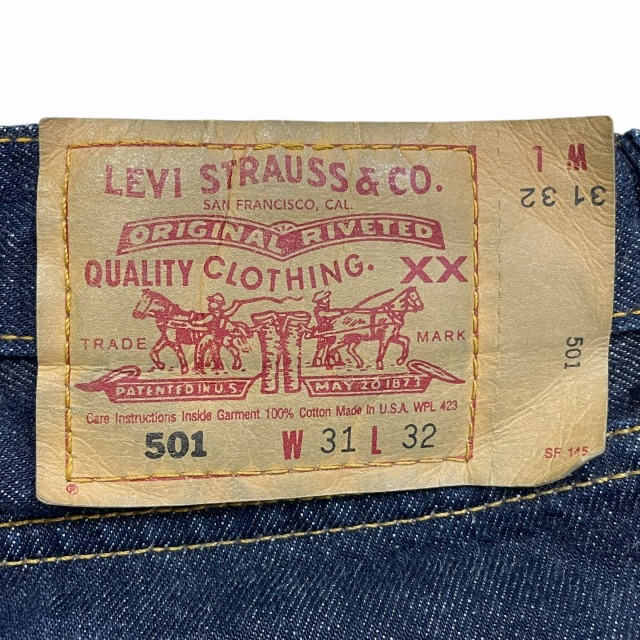 LEVI STRAUSS & CO.
SAN FRANCISCO, CAL.
ORIGINAL RIVETED
QUALITY CLOTHING. XX
TRADE MARK
PATENTED IN U.S. MAY 20 1873
Care Instructions Inside Garment 100% Cotton Made in U.S.A. WPL 423
501 W 31 L 32
®
W L
31 32
501
SF 145